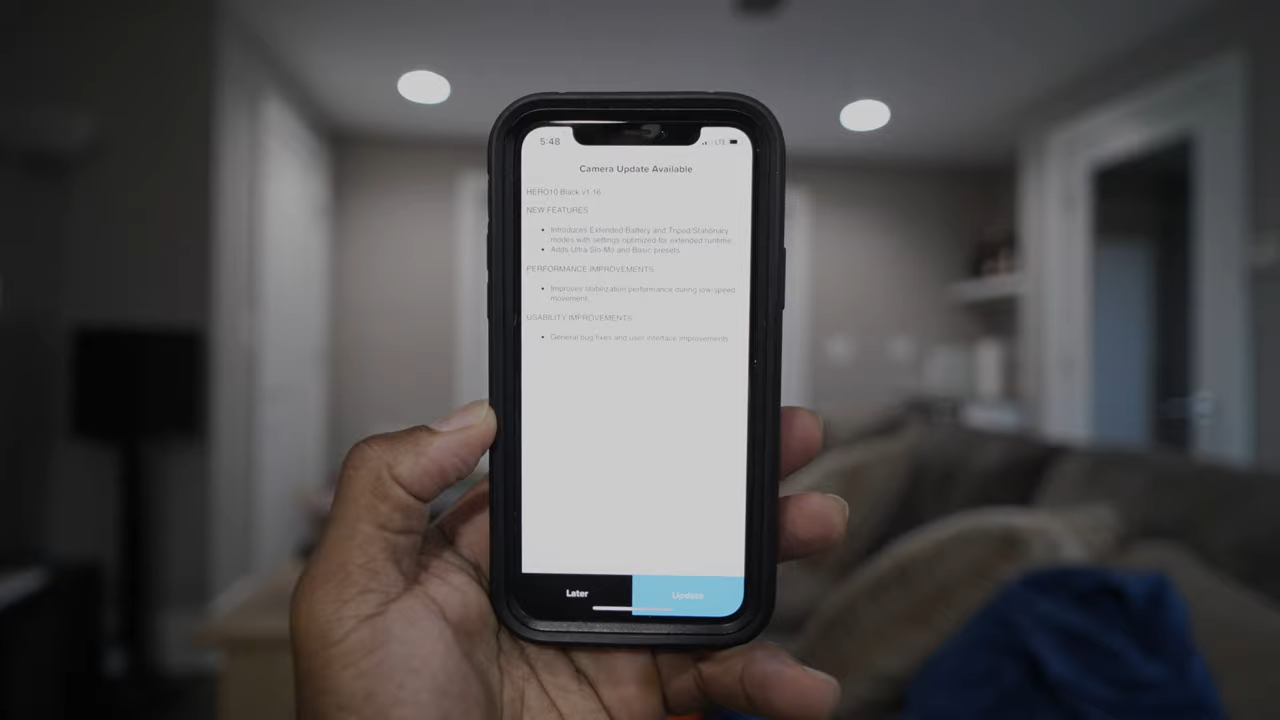 5:48 LTE
Camera Update Available
HERO10 Black v1.16
NEW FEATURES:
• Introduces Extended Battery and Tripod/Stationary
modes with settings optimized for extended runtime.
• Adds Ultra Slo-Mo and Basic presets.
PERFORMANCE IMPROVEMENTS:
• Improves stabilization performance during low-speed
movement.
USABILITY IMPROVEMENTS:
• General bug fixes and user interface improvements.
Later Update